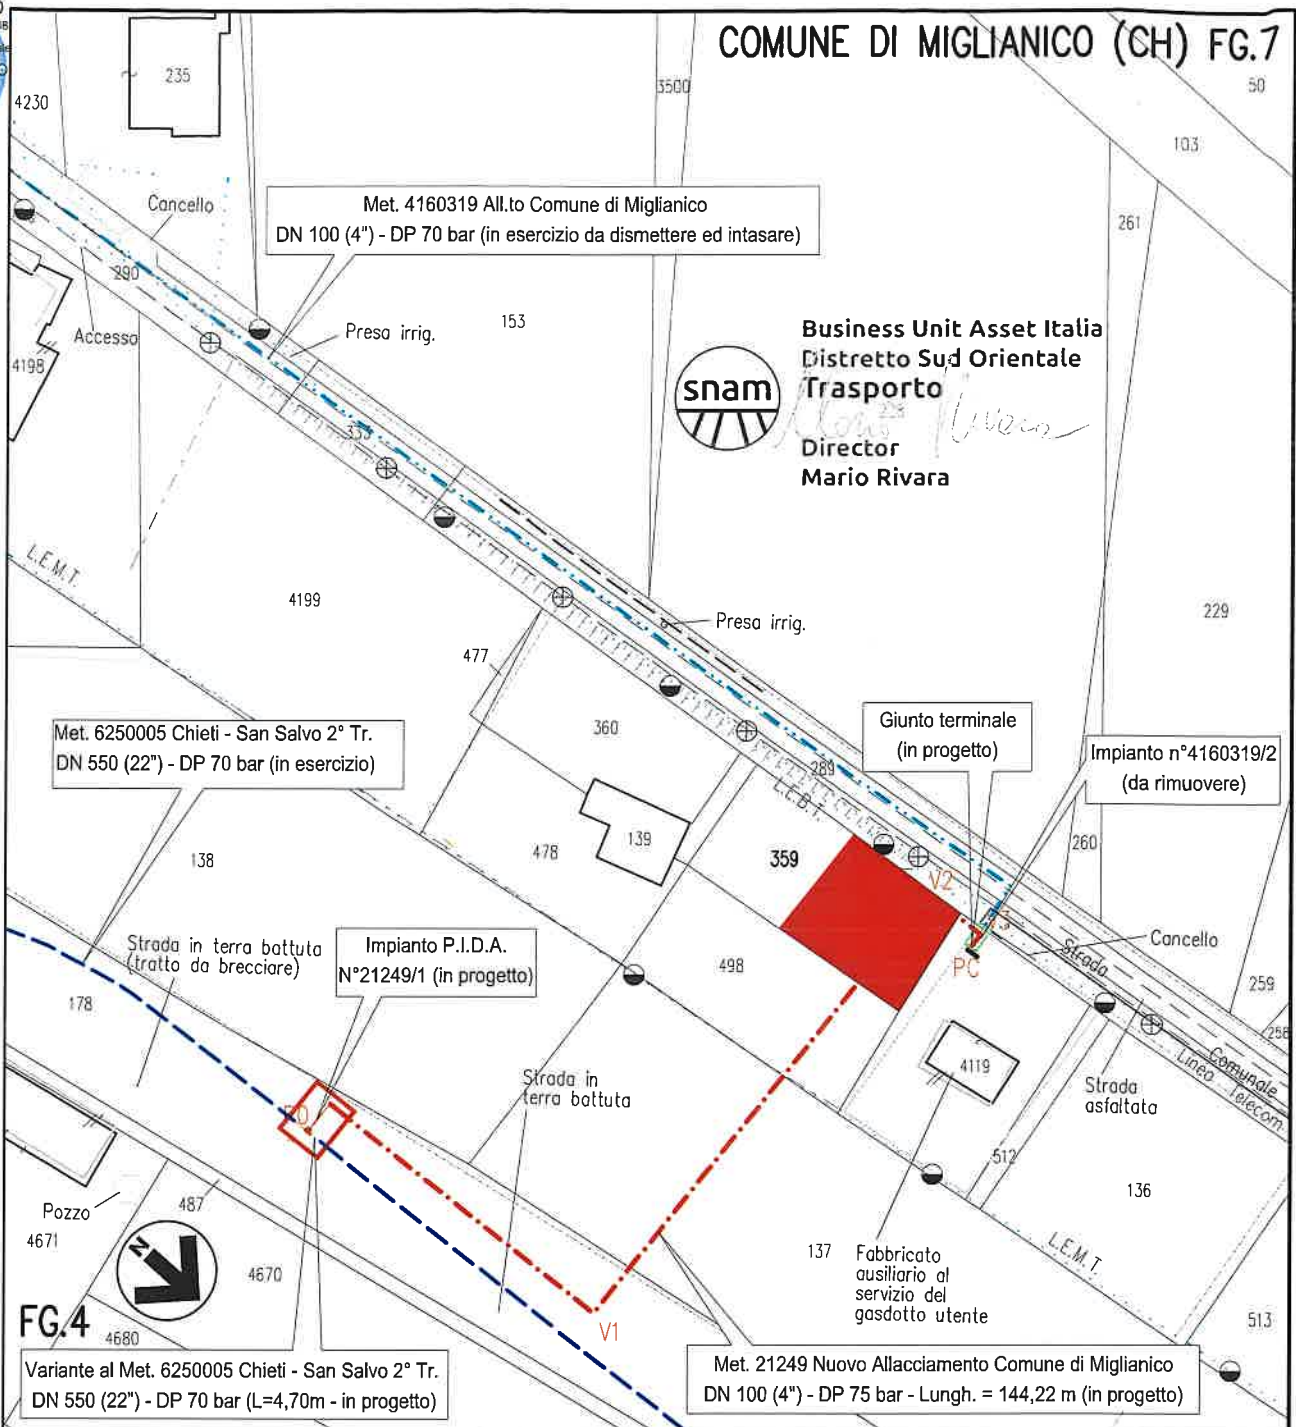 COMUNE DI MIGLIANICO (CH) FG.7
235
3500
50
4230
103
Cancello
Met. 4160319 All.to Comune di Miglianico
DN 100 (4") - DP 70 bar (in esercizio da dismettere ed intasare)
261
290
Accesso
Presa irrig.
153
4198
snam
Business Unit Asset Italia
Distretto Sud Orientale
Trasporto
Director
Mario Rivara
L.E.M.T.
4199
477
Presa irrig.
229
Met. 6250005 Chieti - San Salvo 2° Tr.
DN 550 (22") - DP 70 bar (in esercizio)
360
Giunto terminale
(in progetto)
Impianto n°4160319/2
(da rimuovere)
289
L.E.B.T.
138
478
139
359
260
V2
Strada in terra battuta
(tratto da brecciare)
Impianto P.I.D.A.
N°21249/1 (in progetto)
498
PC
Strada
Cancello
178
259
258
4119
Comunale
Linea Telecom
Strada
asfaltata
Strada in
terra battuta
512
136
Pozzo
487
4671
N
4670
137
L.E.M.T.
Fabbricato
ausiliario al
servizio del
gasdotto utente
FG.4
4680
V1
513
Variante al Met. 6250005 Chieti - San Salvo 2° Tr.
DN 550 (22") - DP 70 bar (L=4,70m - in progetto)
Met. 21249 Nuovo Allacciamento Comune di Miglianico
DN 100 (4") - DP 75 bar - Lungh. = 144,22 m (in progetto)